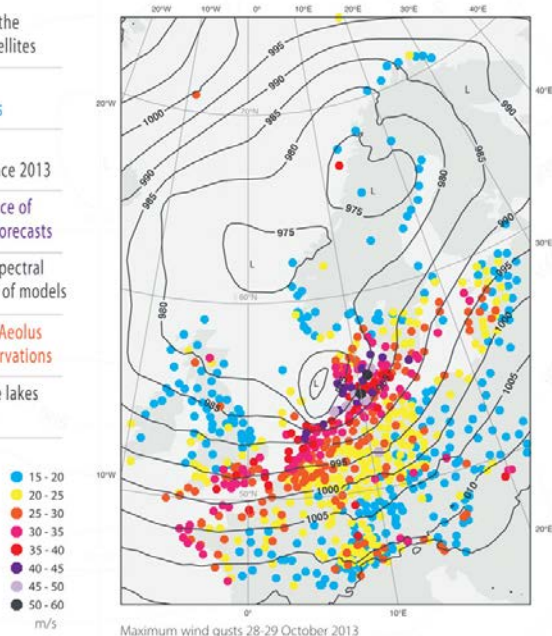 the
ellites
s
ce 2013
ce of
orecasts
pectral
of models
Aeolus
rvations
e lakes
15 - 20
20 - 25
25 - 30
30 - 35
35 - 40
40 - 45
45 - 50
50 - 60
m/s
20°W 10°W 0° 10°E 20°E 30°E 40°E
995
990
985
1000
70°N
20°W
40°E
L
990
980
985
990
985
980
975
L
975
L
990
30°E
995
60°N
980
1000
L
1005
995
10°W
995
1000
50°N
1005
010
20°E
0° 10°E
Maximum wind gusts 28-29 October 2013